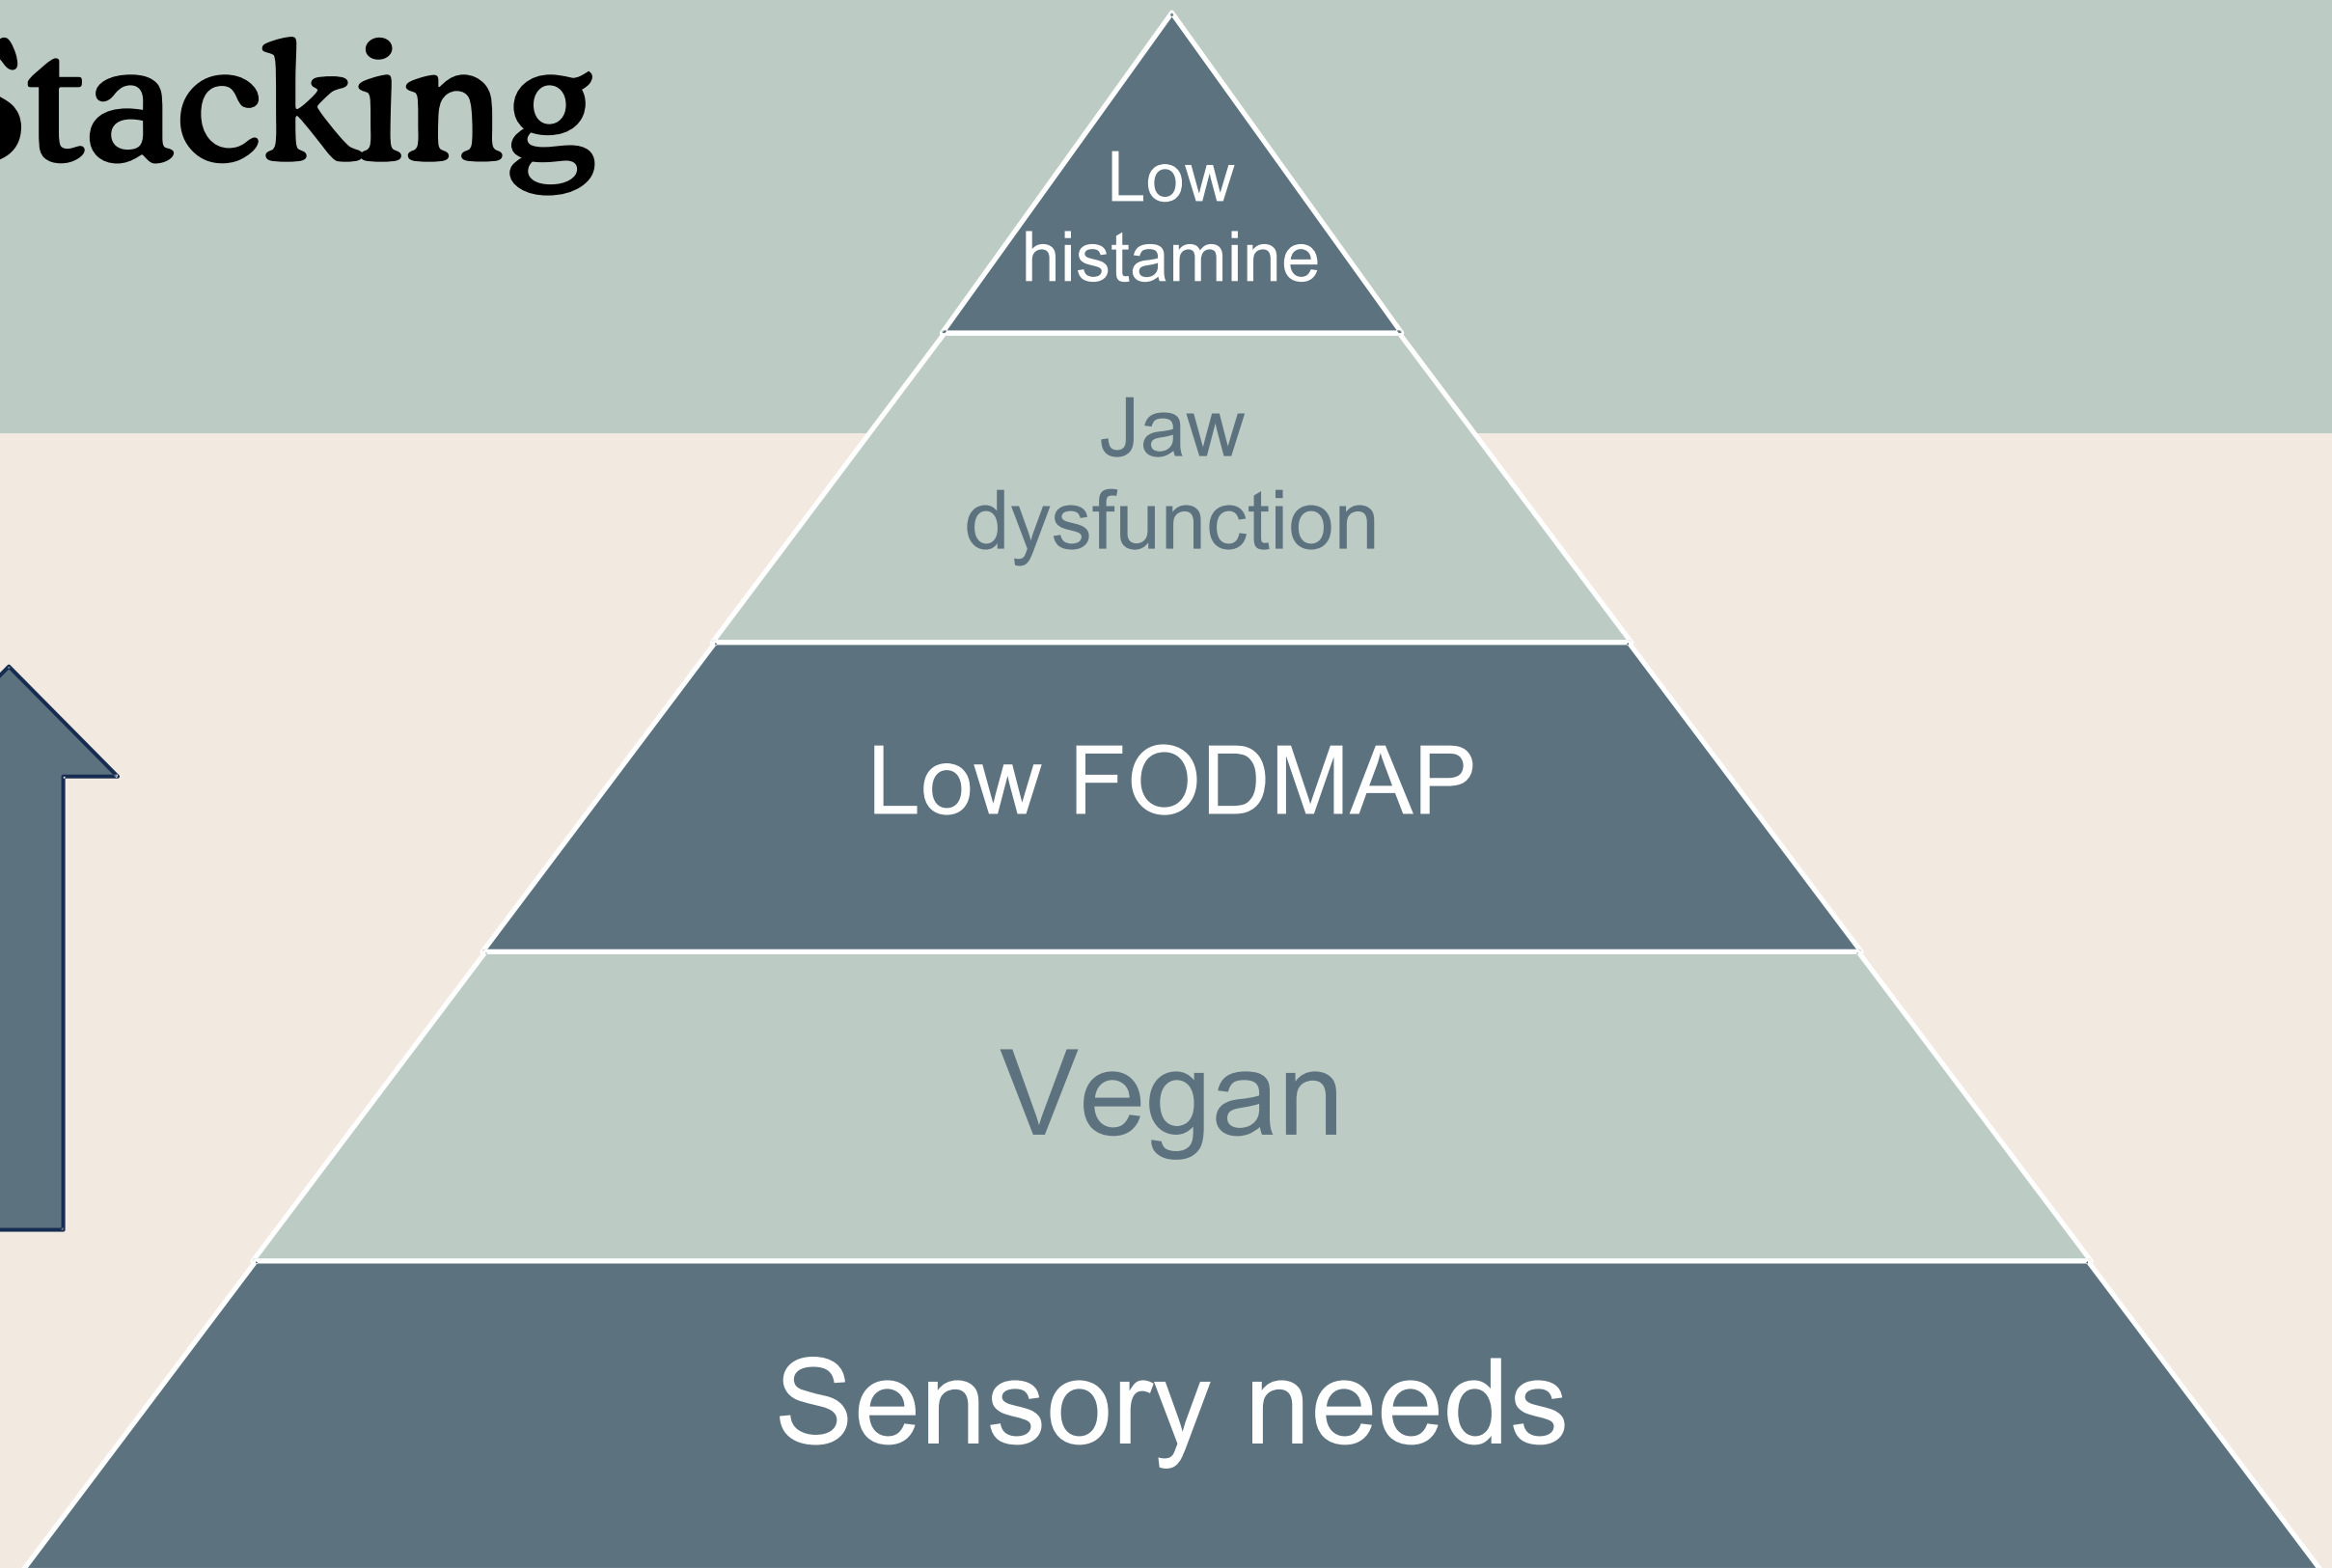 Stacking
Low
histamine
Jaw
dysfunction
Low FODMAP
Vegan
Sensory needs